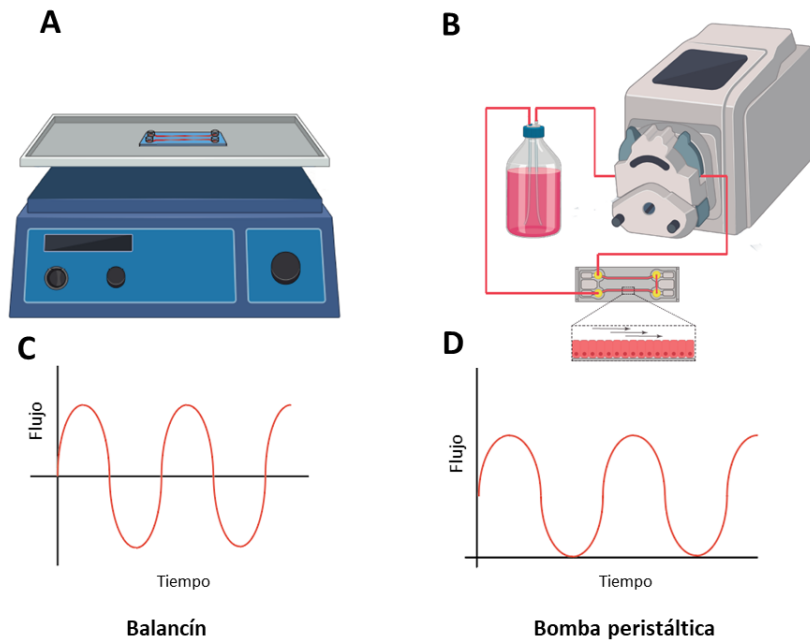 A
B
C
Flujo
Tiempo
Balancín
D
Flujo
Tiempo
Bomba peristáltica